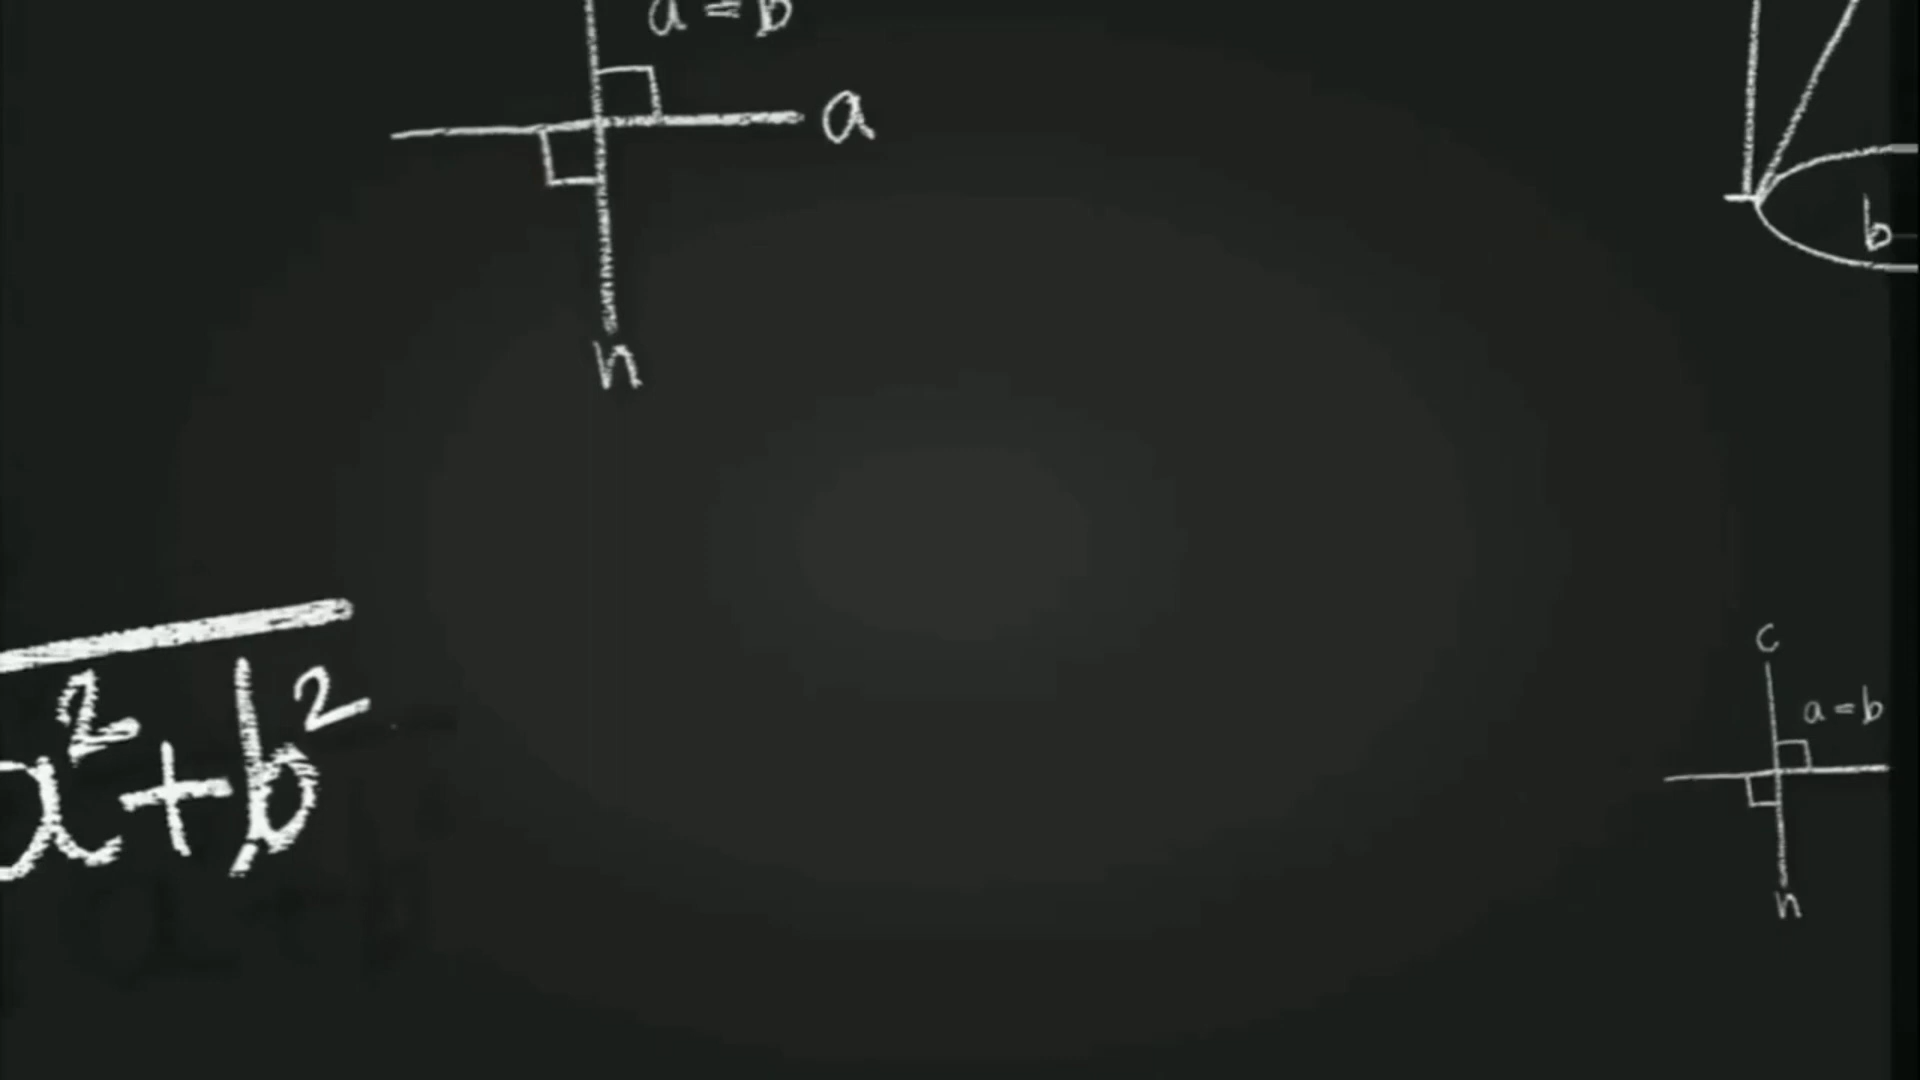 a = b
a
b
n
a²+b²
c
a = b
n